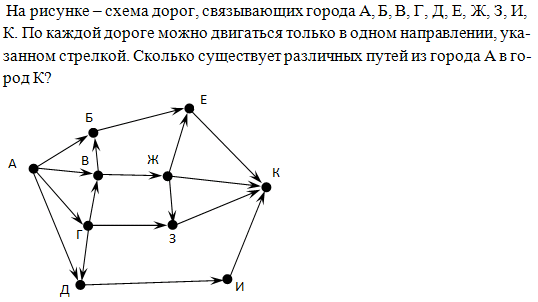 На рисунке – схема дорог, связывающих города А, Б, В, Г, Д, Е, Ж, З, И,
К. По каждой дороге можно двигаться только в одном направлении, ука-
занном стрелкой. Сколько существует различных путей из города А в го-
род К?
Е
Б
А
В
Ж
К
Г
З
Д
И